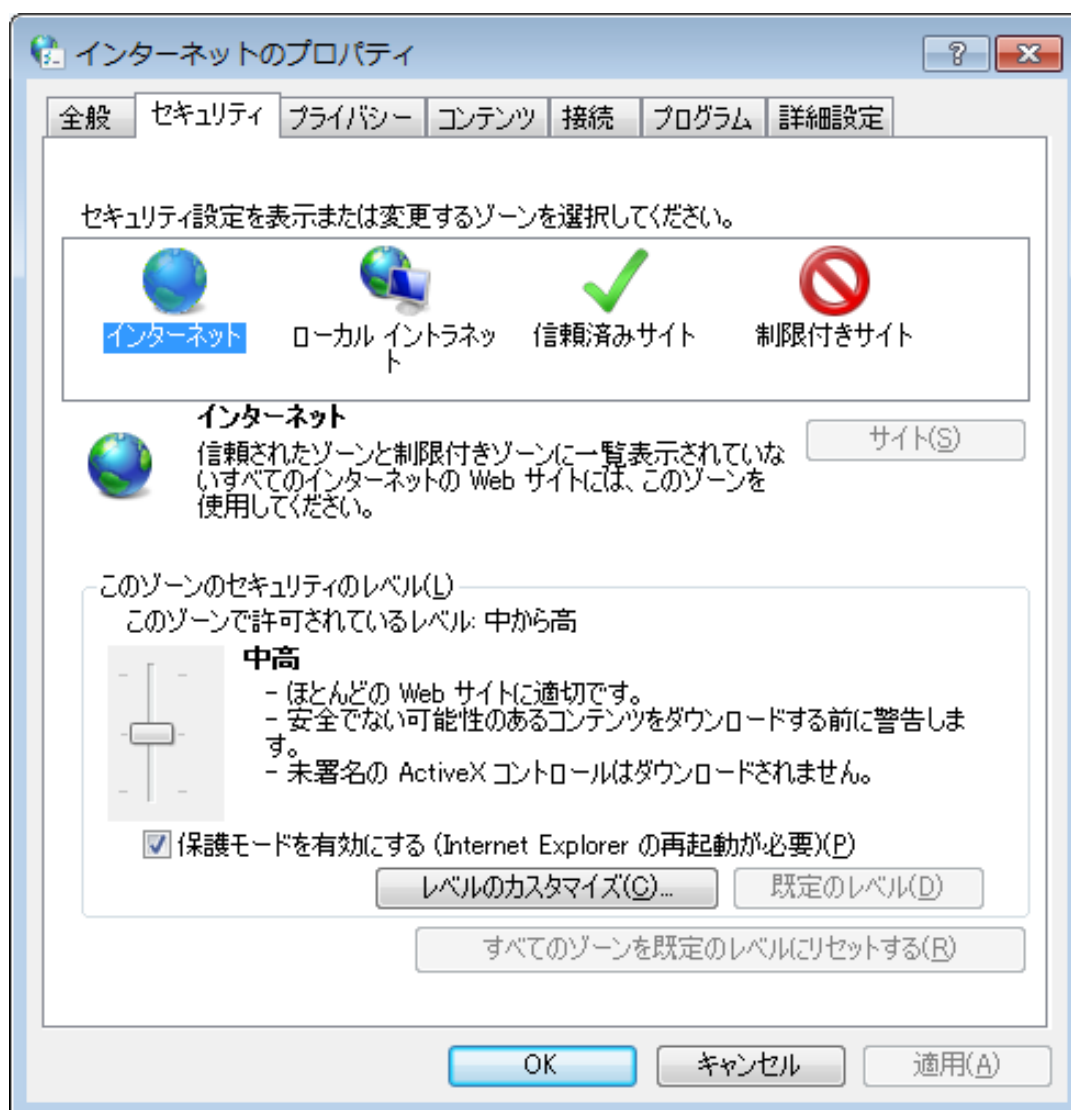 インターネットのプロパティ
全般 セキュリティ プライバシー コンテンツ 接続 プログラム 詳細設定
セキュリティ設定を表示または変更するゾーンを選択してください。
インターネット ローカル イントラネッ 信頼済みサイト 制限付きサイト
ト
インターネット
サイト(S)
信頼されたゾーンと制限付きゾーンに一覧表示されていな
いすべてのインターネットの Web サイトには、このゾーンを
使用してください。
このゾーンのセキュリティのレベル(L)
このゾーンで許可されているレベル: 中から高
中高
- ほとんどの Web サイトに適切です。
- 安全でない可能性のあるコンテンツをダウンロードする前に警告しま
す。
- 未署名の ActiveX コントロールはダウンロードされません。
保護モードを有効にする (Internet Explorer の再起動が必要)(P)
レベルのカスタマイズ(C)... 既定のレベル(D)
すべてのゾーンを既定のレベルにリセットする(R)
OK キャンセル 適用(A)